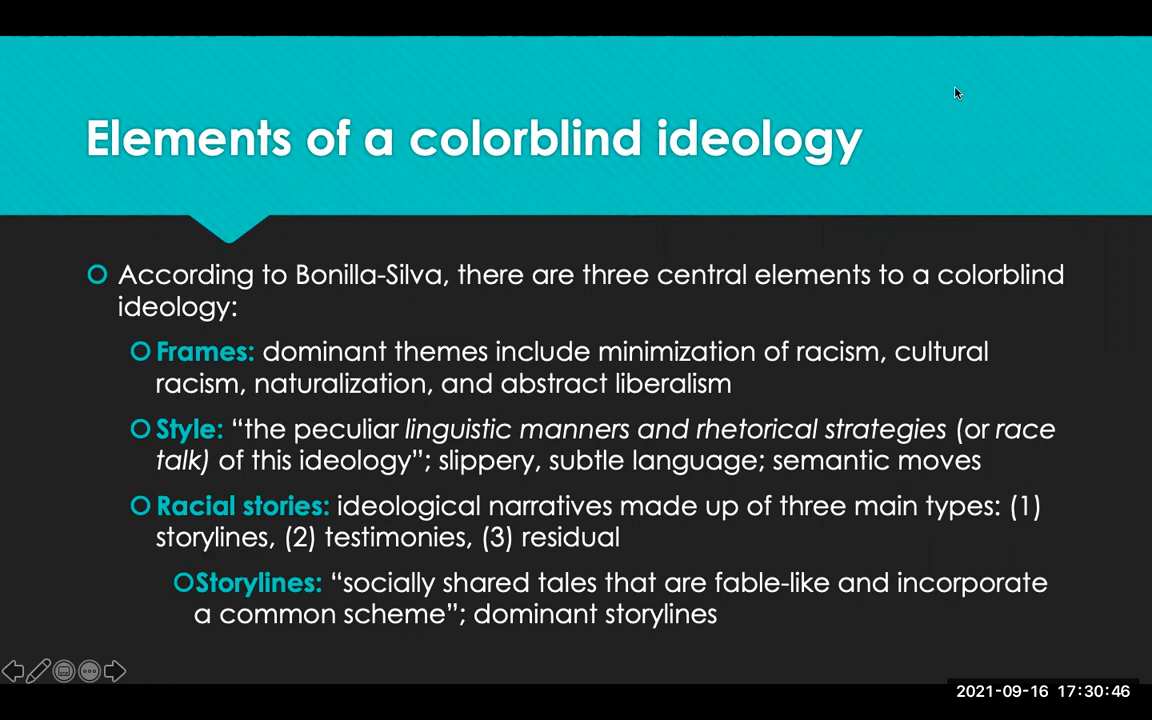 Elements of a colorblind ideology
According to Bonilla-Silva, there are three central elements to a colorblind
ideology:
Frames: dominant themes include minimization of racism, cultural
racism, naturalization, and abstract liberalism
Style: “the peculiar linguistic manners and rhetorical strategies (or race
talk) of this ideology”; slippery, subtle language; semantic moves
Racial stories: ideological narratives made up of three main types: (1)
storylines, (2) testimonies, (3) residual
Storylines: “socially shared tales that are fable-like and incorporate
a common scheme”; dominant storylines
2021-09-16 17:30:46